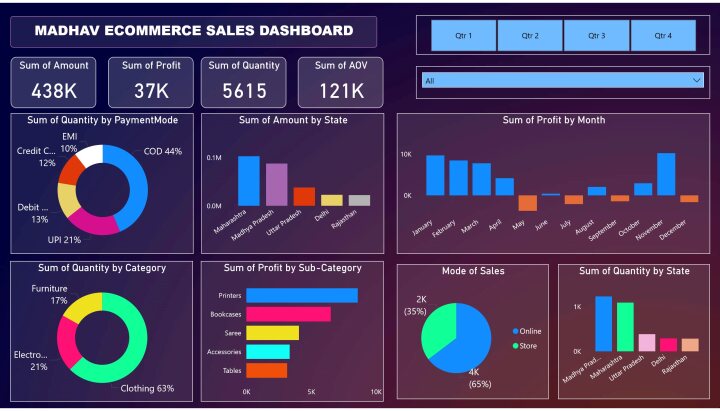 MADHAV ECOMMERCE SALES DASHBOARD
Qtr 1
Qtr 2
Qtr 3
Qtr 4
All
Sum of Amount
438K
Sum of Profit
37K
Sum of Quantity
5615
Sum of AOV
121K
Sum of Quantity by PaymentMode
EMI
10%
Credit C...
12%
Debit ...
13%
UPI 21%
COD 44%
Sum of Amount by State
0.1M
0.0M
Maharashtra
Madhya Pradesh
Uttar Pradesh
Delhi
Rajasthan
Sum of Profit by Month
10K
0K
January
February
March
April
May
June
July
August
September
October
November
December
Sum of Quantity by Category
Furniture
17%
Electro...
21%
Clothing 63%
Sum of Profit by Sub-Category
Printers
Bookcases
Saree
Accessories
Tables
0K
5K
10K
Mode of Sales
2K
(35%)
4K
(65%)
Online
Store
Sum of Quantity by State
1K
0K
Madhya Prad...
Maharashtra
Uttar Pradesh
Delhi
Rajasthan